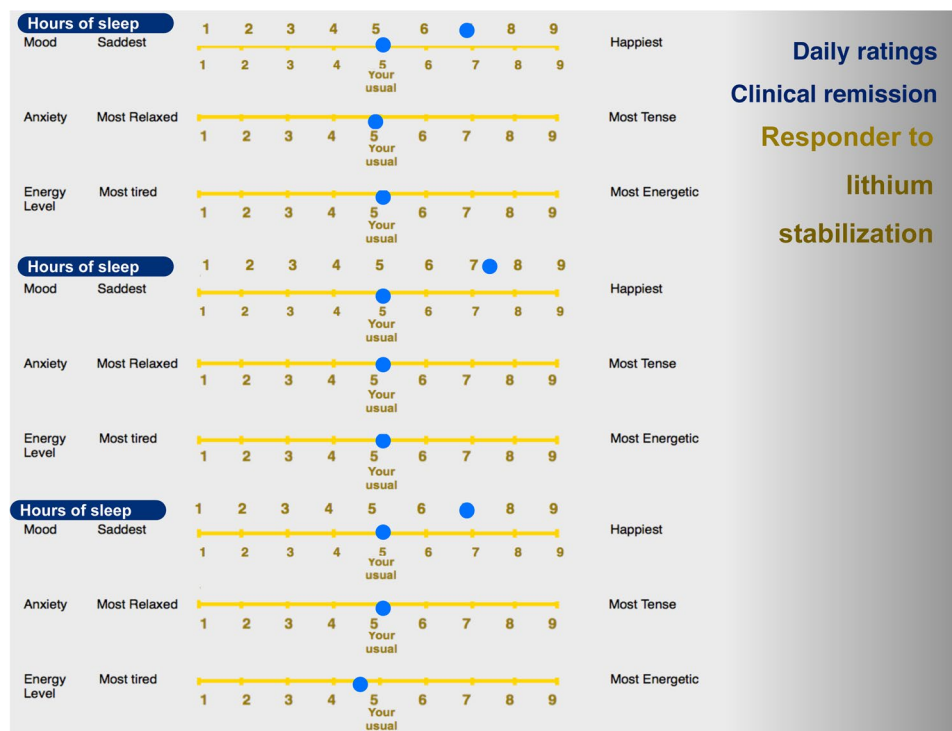 Hours of sleep 1 2 3 4 5 6 8 9
Mood Saddest Happiest
1 2 3 4 5 6 7 8 9
Your
usual
Anxiety Most Relaxed Most Tense
1 2 3 4 5 6 7 8 9
Your
usual
Energy Most tired Most Energetic
Level
1 2 3 4 5 6 7 8 9
Your
usual
Hours of sleep 1 2 3 4 5 6 7 8 9
Mood Saddest Happiest
1 2 3 4 5 6 7 8 9
Your
usual
Anxiety Most Relaxed Most Tense
1 2 3 4 5 6 7 8 9
Your
usual
Energy Most tired Most Energetic
Level
1 2 3 4 5 6 7 8 9
Your
usual
Hours of sleep 1 2 3 4 5 6 8 9
Mood Saddest Happiest
1 2 3 4 5 6 7 8 9
Your
usual
Anxiety Most Relaxed Most Tense
1 2 3 4 5 6 7 8 9
Your
usual
Energy Most tired Most Energetic
Level
1 2 3 4 5 6 7 8 9
Your
usual
Daily ratings
Clinical remission
Responder to
lithium
stabilization